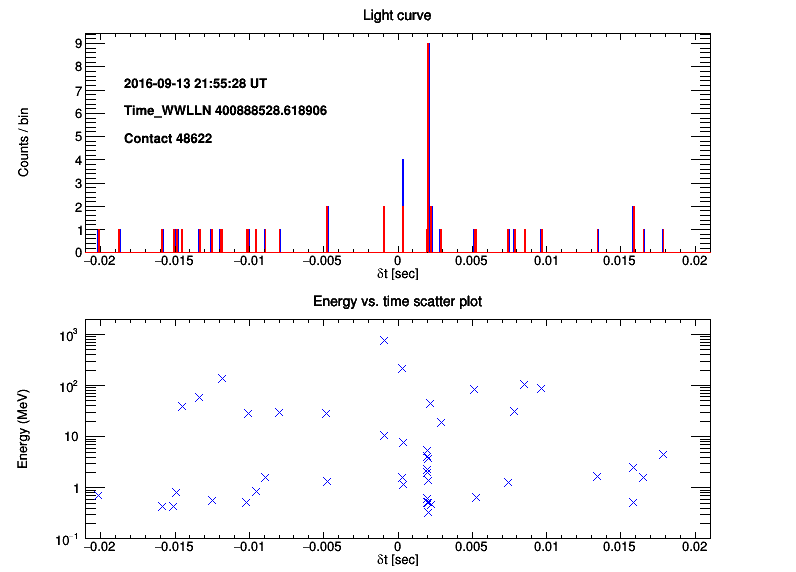 Light curve
Counts / bin
9
8
7
6
5
4
3
2
1
0
2016-09-13 21:55:28 UT
Time_WWLLN 400888528.618906
Contact 48622
−0.02 −0.015 −0.01 −0.005 0 0.005 0.01 0.015 0.02
δt [sec]
Energy vs. time scatter plot
Energy (MeV)
10³
10²
10
1
10⁻¹
−0.02 −0.015 −0.01 −0.005 0 0.005 0.01 0.015 0.02
δt [sec]